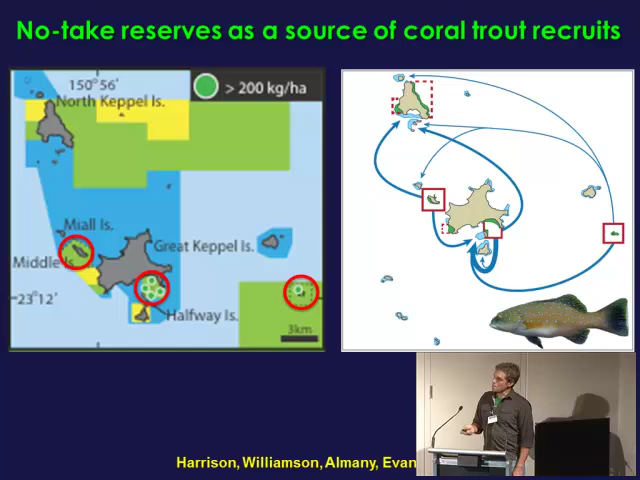 No-take reserves as a source of coral trout recruits
150°56'
> 200 kg/ha
North Keppel Is.
Miall Is.
Great Keppel Is.
Middle Is.
23°12'
Halfway Is.
3km
Harrison, Williamson, Almany, Evan